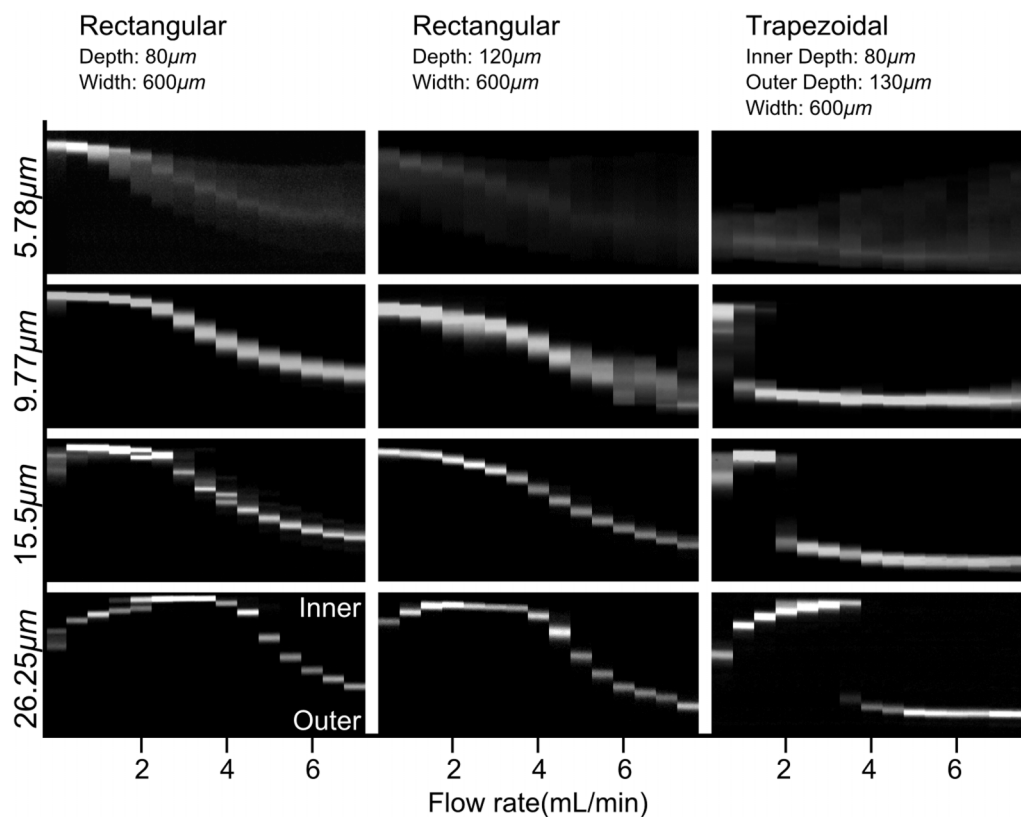 Rectangular
Depth: 80μm
Width: 600μm
Rectangular
Depth: 120μm
Width: 600μm
Trapezoidal
Inner Depth: 80μm
Outer Depth: 130μm
Width: 600μm
5.78μm
9.77μm
15.5μm
26.25μm
Inner
Outer
2 4 6 2 4 6 2 4 6
Flow rate(mL/min)